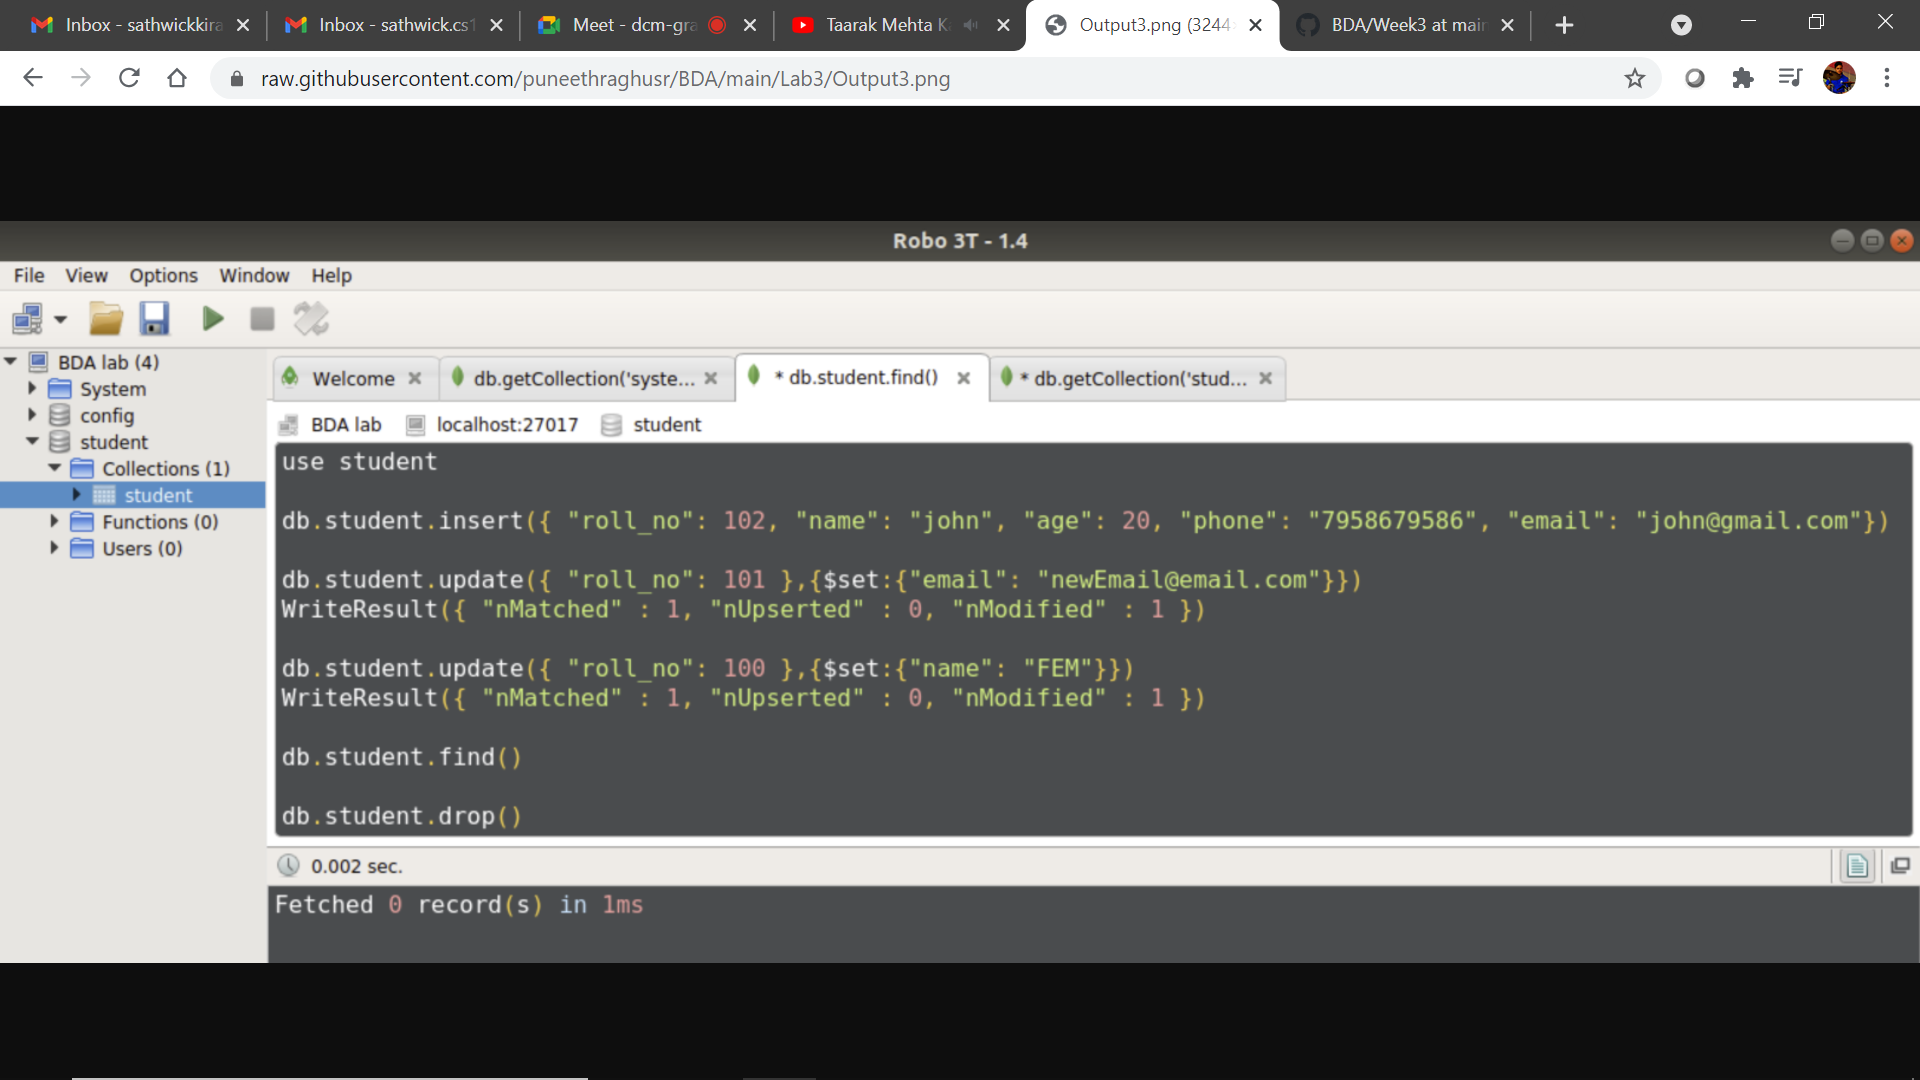 Inbox - sathwickkira
Inbox - sathwick.cs1
Meet - dcm-gra
Taarak Mehta K
Output3.png (3244
BDA/Week3 at main
raw.githubusercontent.com/puneethraghusr/BDA/main/Lab3/Output3.png
Robo 3T - 1.4
File View Options Window Help
BDA lab (4)
System
config
student
Collections (1)
student
Functions (0)
Users (0)
Welcome
db.getCollection('syste...
* db.student.find()
* db.getCollection('stud...
BDA lab localhost:27017 student
use student
db.student.insert({ "roll_no": 102, "name": "john", "age": 20, "phone": "7958679586", "email": "john@gmail.com"})
db.student.update({ "roll_no": 101 },{$set:{"email": "newEmail@email.com"}})
WriteResult({ "nMatched" : 1, "nUpserted" : 0, "nModified" : 1 })
db.student.update({ "roll_no": 100 },{$set:{"name": "FEM"}})
WriteResult({ "nMatched" : 1, "nUpserted" : 0, "nModified" : 1 })
db.student.find()
db.student.drop()
0.002 sec.
Fetched 0 record(s) in 1ms